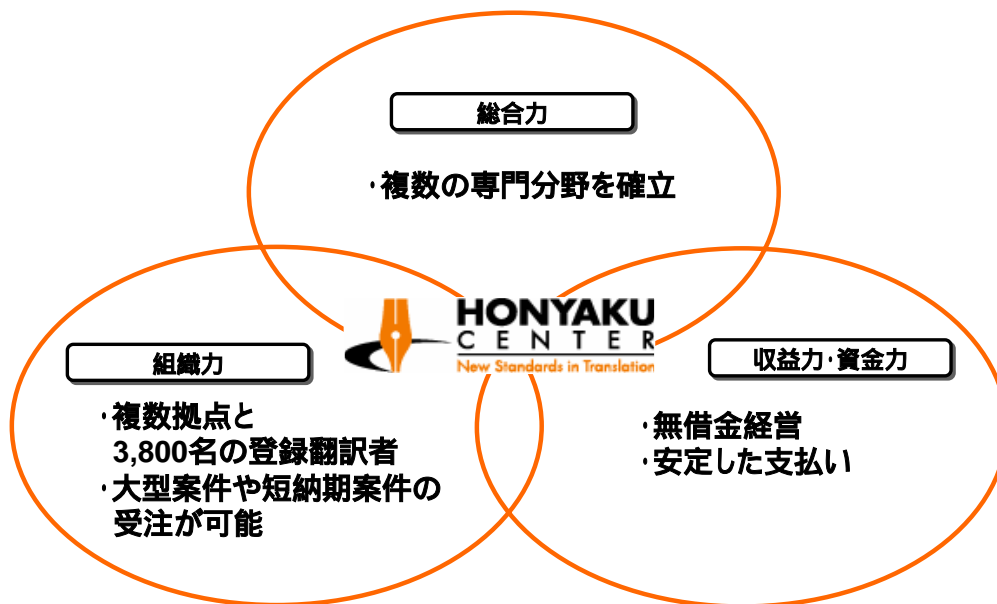 総合力
・複数の専門分野を確立
HONYAKU
CENTER
New Standards in Translation
組織力
・複数拠点と
3,800名の登録翻訳者
・大型案件や短納期案件の
受注が可能
収益力・資金力
・無借金経営
・安定した支払い